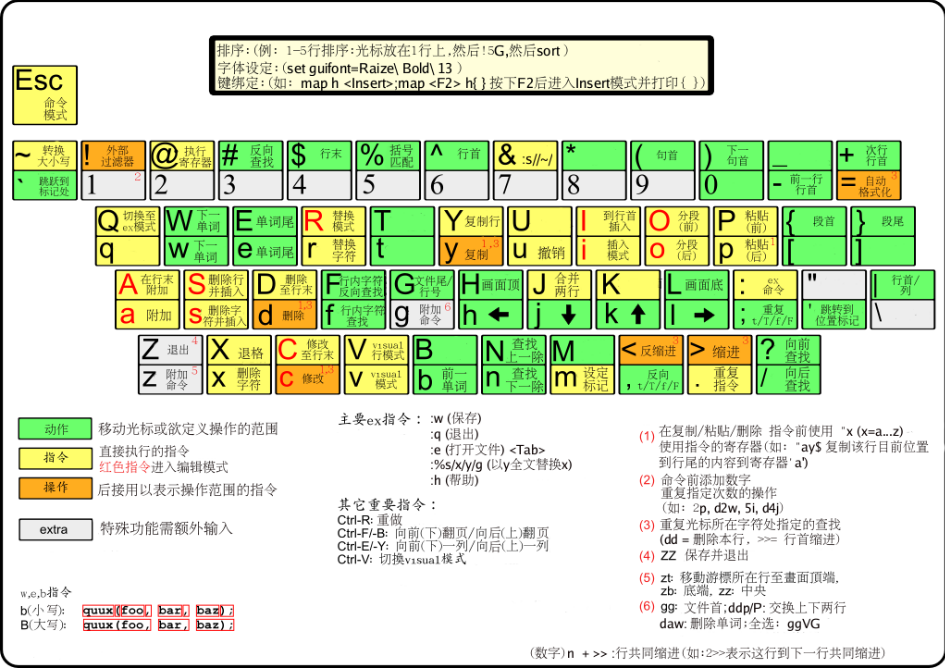 排序:(例: 1-5行排序:光标放在1行上,然后!5G,然后sort)
字体设定:(set guifont=Raize\ Bold\ 13 )
键绑定:(如: map h <Insert>;map <F2> h{ } 按下F2后进入Insert模式并打印{ })
Esc
命令
模式
~ 转换
大小写
` 跳跃到
标记处
! 外部
过滤器
1 2
@ 执行
寄存器
2
# 反向
查找
3
$ 行末
4
% 括号
匹配
5
^ 行首
6
& :s//~/
7
*
8
( 句首
9
) 下一
句首
0
_
- 前一行
行首
+ 次行
行首
= 自动 3
格式化
Q 切换至
ex模式
q
W 下一
单词
w 下一
单词
E 单词尾
e 单词尾
R 替换
模式
r 替换
字符
T
t
Y 复制行
y 复制 1,3
U
u 撤销
I 到行首
插入
i 插入
模式
O 分段
(前)
o 分段
(后)
P 粘贴
(前)
p 粘贴 1
(后)
{ 段首
[
} 段尾
]
A 在行末
附加
a 附加
S 删除行
并插入
s 删除字
符并插入
D 删除
至行末
d 删除 1,3
F 行内字符
反向查找
f 行内字符
查找
G 文件尾/
行号
g 附加 6
命令
H 画面顶
h ←
J 合并
两行
j ↓
K
k ↑
L 画面底
l →
: ex
命令
; 重复
t/T/f/F
"
' 跳转到
位置标记
| 行首/
列
\
Z 退出 4
z 附加 5
命令
X 退格
x 删除
字符
C 修改
至行末
c 修改 1,3
V visual
行模式
v visual
模式
B
b 前一
单词
N 查找
上一除
n 查找
下一除
M
m 设定
标记
< 反缩进 3
, 反向
t/T/f/F
> 缩进 3
. 重复
指令
? 向前
查找
/ 向后
查找
动作 移动光标或欲定义操作的范围
指令 直接执行的指令
红色指令进入编辑模式
操作 后接用以表示操作范围的指令
extra 特殊功能需额外输入
w,e,b指令
b(小写): quux(foo, bar, baz);
B(大写): quux(foo, bar, baz);
主要ex指令: :w (保存)
:q (退出)
:e (打开文件) <Tab>
:%s/x/y/g (以y全文替换x)
:h (帮助)
其它重要指令:
Ctrl-R: 重做
Ctrl-F/-B: 向前(下)翻页/向后(上)翻页
Ctrl-E/-Y: 向前(下)一列/向后(上)一列
Ctrl-V: 切换visual模式
(1) 在复制/粘贴/删除 指令前使用 "x (x=a...z)
使用指令的寄存器(如: "ay$ 复制该行目前位置
到行尾的内容到寄存器'a')
(2) 命令前添加数字
重复指定次数的操作
(如: 2p, d2w, 5i, d4j)
(3) 重复光标所在字符处指定的查找
(dd = 删除本行, >>= 行首缩进)
(4) ZZ 保存并退出
(5) zt: 移動游標所在行至畫面頂端,
zb: 底端, zz: 中央
(6) gg: 文件首;ddp/P: 交换上下两行
daw: 删除单词;全选: ggVG
(数字)n + >> :行共同缩进(如:2>>表示这行到下一行共同缩进)